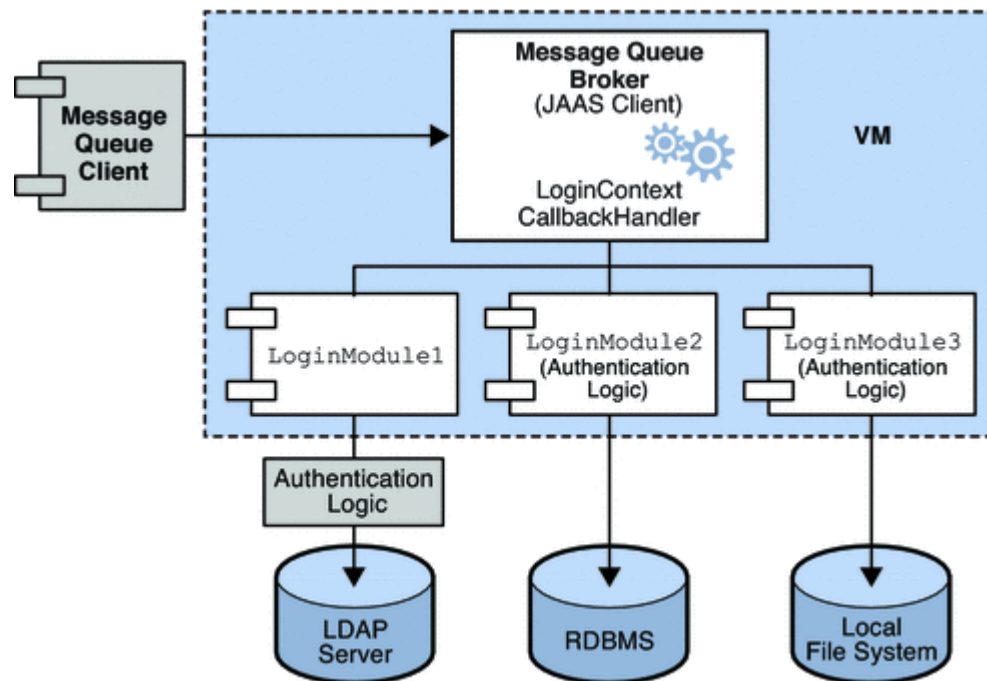 Message Queue
Broker
(JAAS Client)
Message
Queue
Client
VM
LoginContext
CallbackHandler
LoginModule1
LoginModule2
(Authentication
Logic)
LoginModule3
(Authentication
Logic)
Authentication
Logic
LDAP
Server
RDBMS
Local
File System